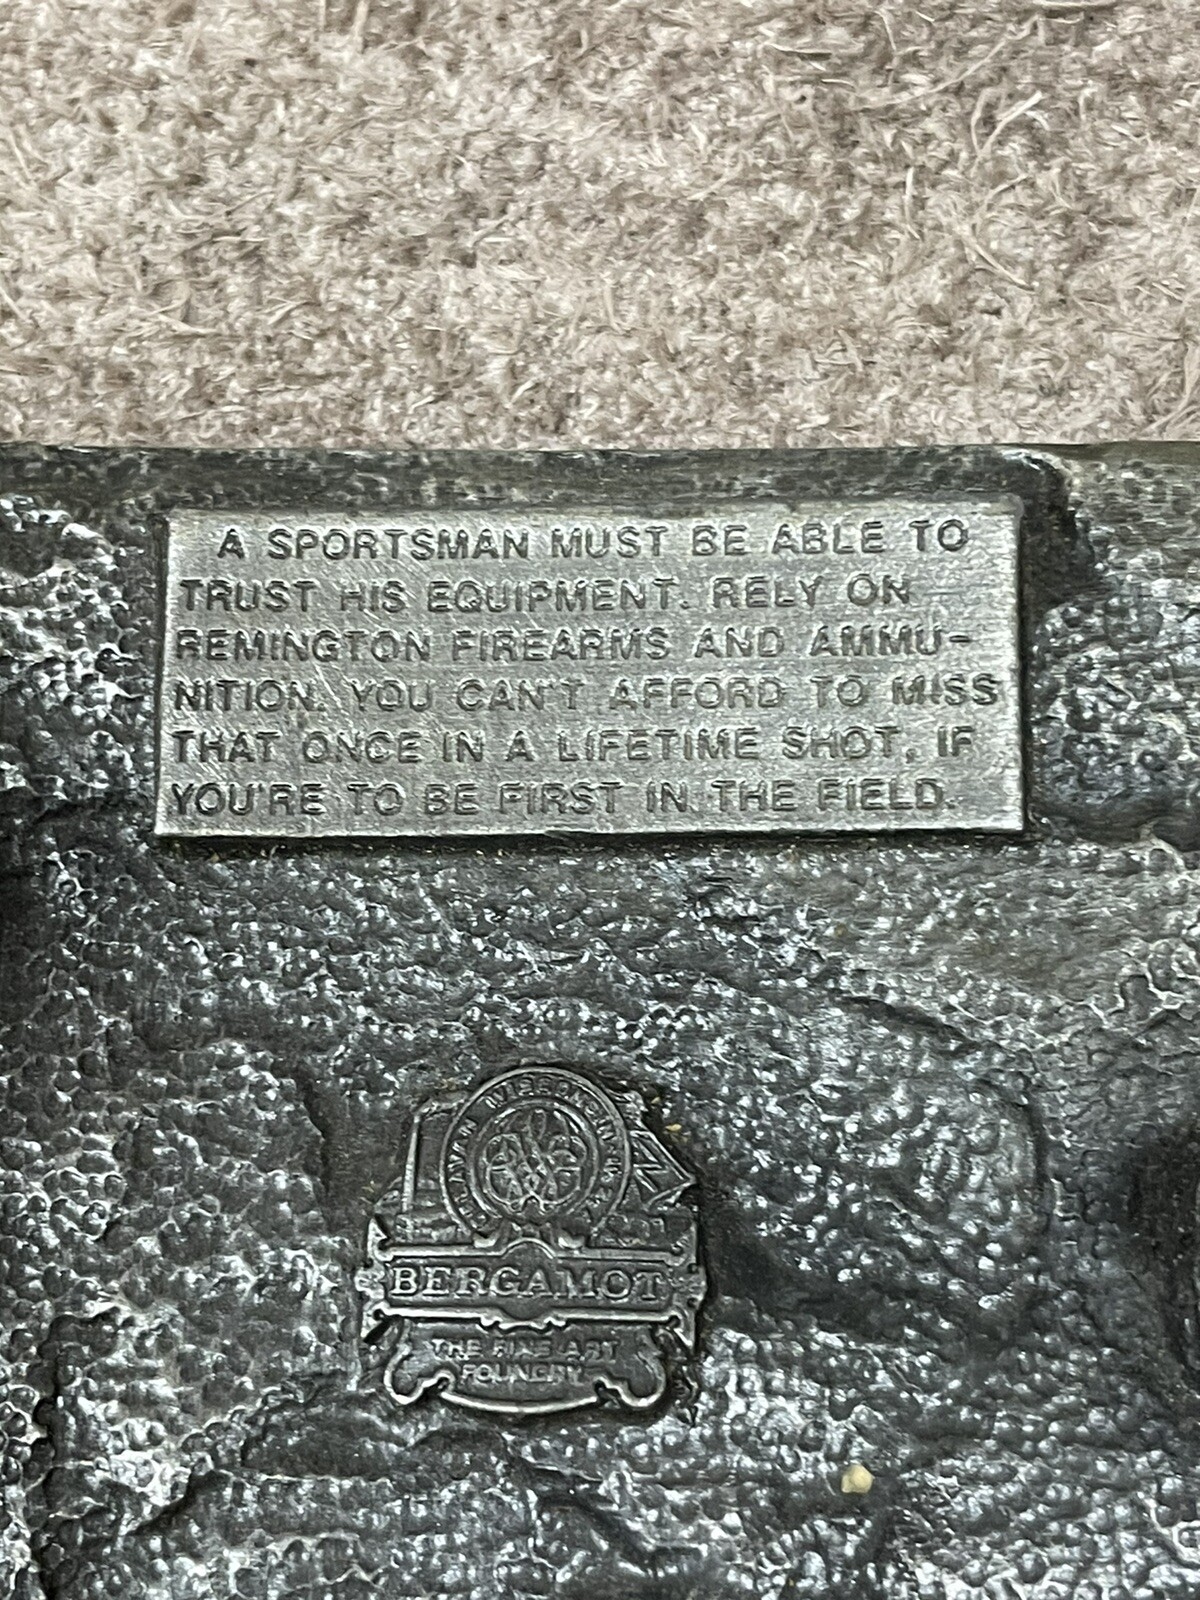 A SPORTSMAN MUST BE ABLE TO
TRUST HIS EQUIPMENT. RELY ON
REMINGTON FIREARMS AND AMMU-
NITION. YOU CAN'T AFFORD TO MISS
THAT ONCE IN A LIFETIME SHOT, IF
YOU'RE TO BE FIRST IN THE FIELD.
BERGAMOT
THE FINE ART
FOUNDRY